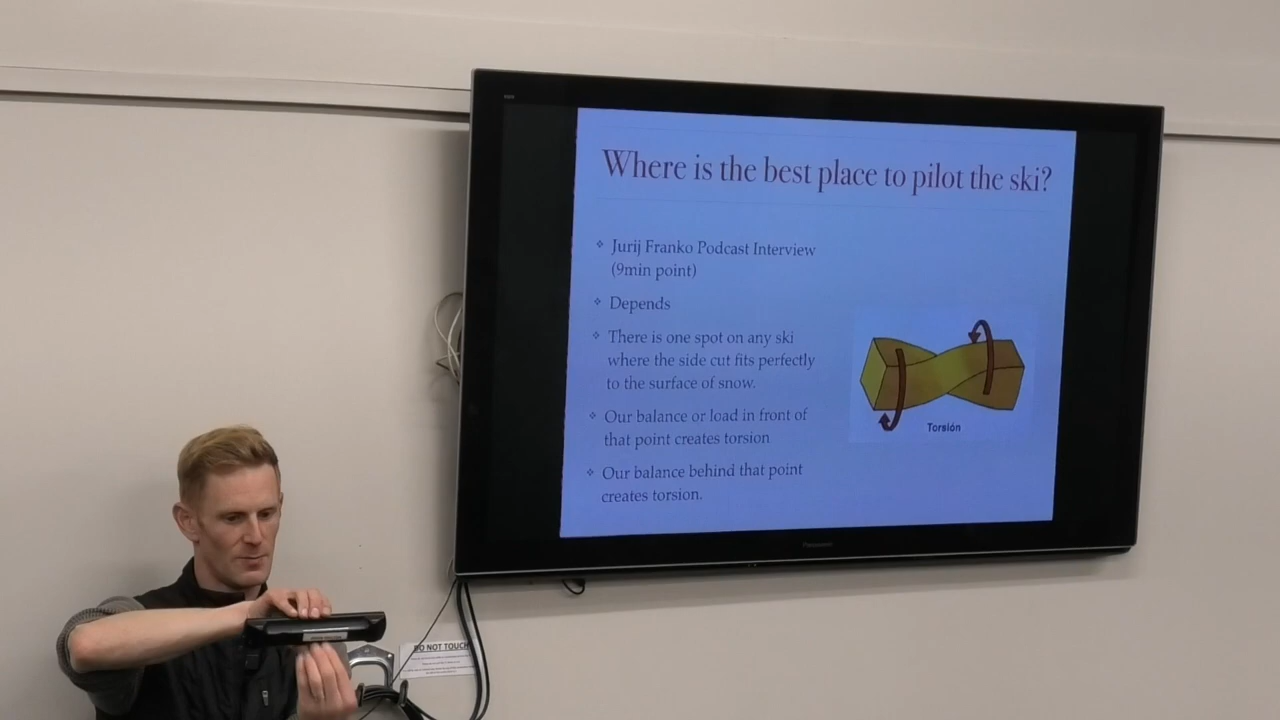 Where is the best place to pilot the ski?
Jurij Franko Podcast Interview
(9min point)
Depends
There is one spot on any ski
where the side cut fits perfectly
to the surface of snow.
Our balance or load in front of
that point creates torsion
Our balance behind that point
creates torsion.
Torsión
Panasonic
DO NOT TOUCH